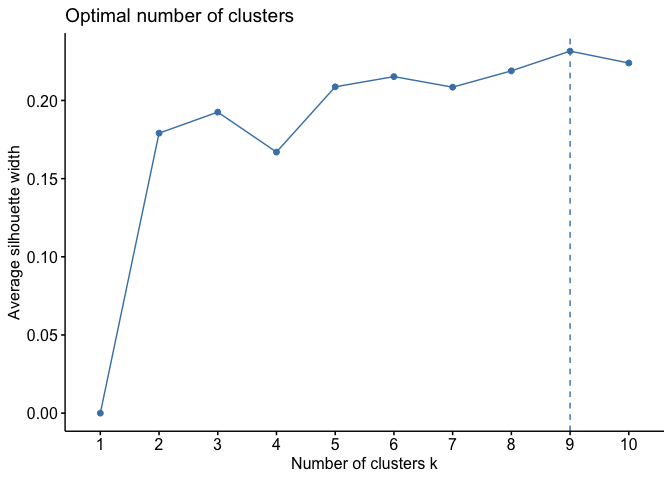 Optimal number of clusters
Average silhouette width
0.20
0.15
0.10
0.05
0.00
1 2 3 4 5 6 7 8 9 10
Number of clusters k